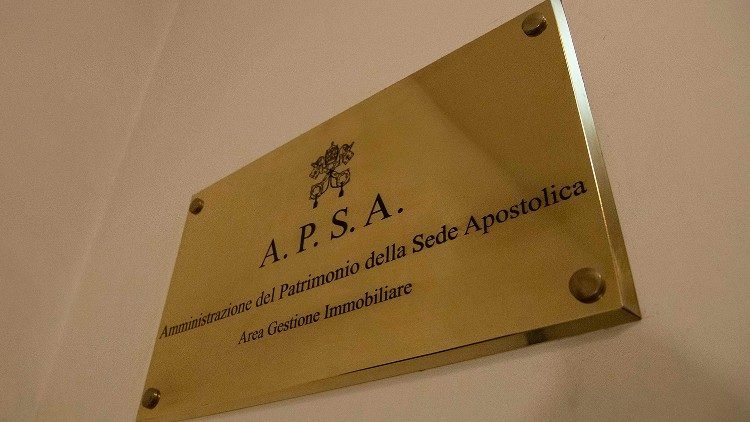 A. P. S. A.
Amministrazione del Patrimonio della Sede Apostolica
Area Gestione Immobiliare